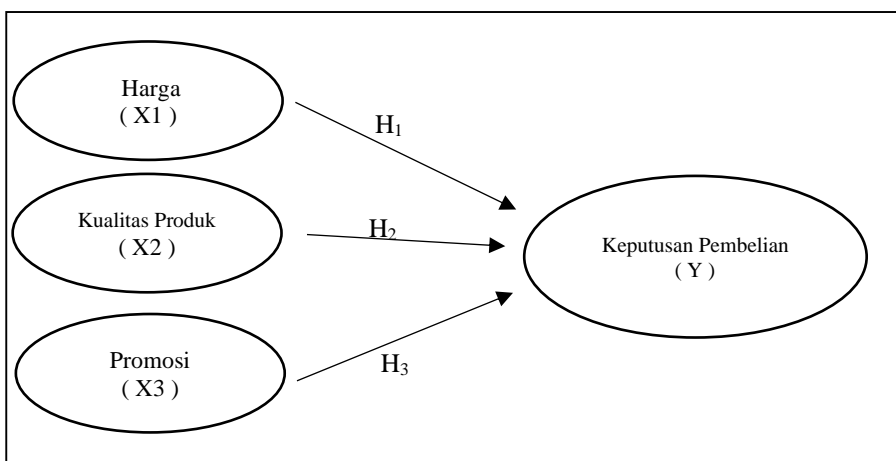 Harga
( X1 )
H₁
Kualitas Produk
( X2 )
H₂
Keputusan Pembelian
( Y )
Promosi
( X3 )
H₃